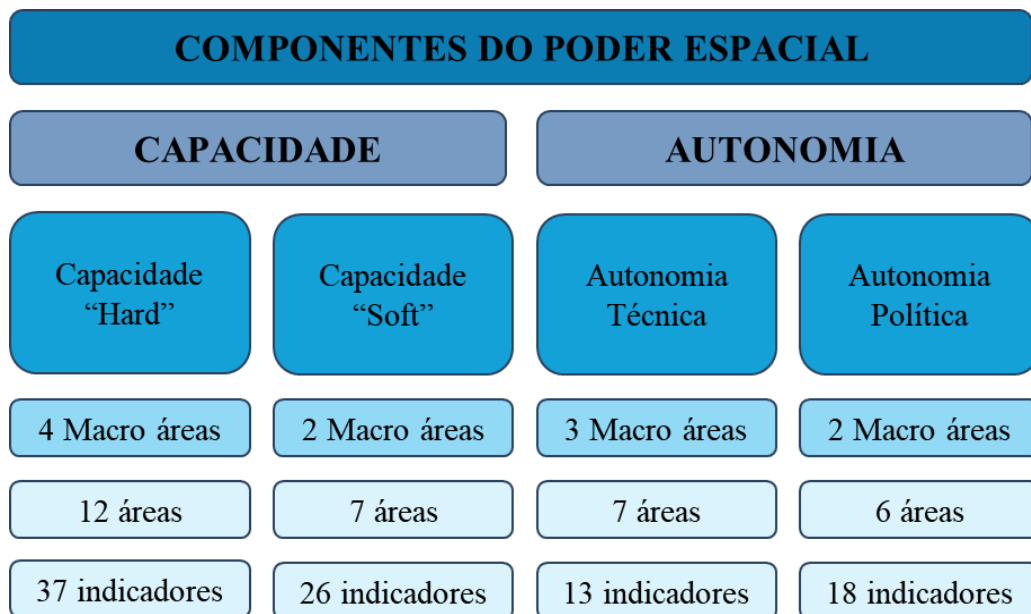 COMPONENTES DO PODER ESPACIAL
CAPACIDADE
AUTONOMIA
Capacidade
“Hard”
Capacidade
“Soft”
Autonomia
Técnica
Autonomia
Política
4 Macro áreas
2 Macro áreas
3 Macro áreas
2 Macro áreas
12 áreas
7 áreas
7 áreas
6 áreas
37 indicadores
26 indicadores
13 indicadores
18 indicadores